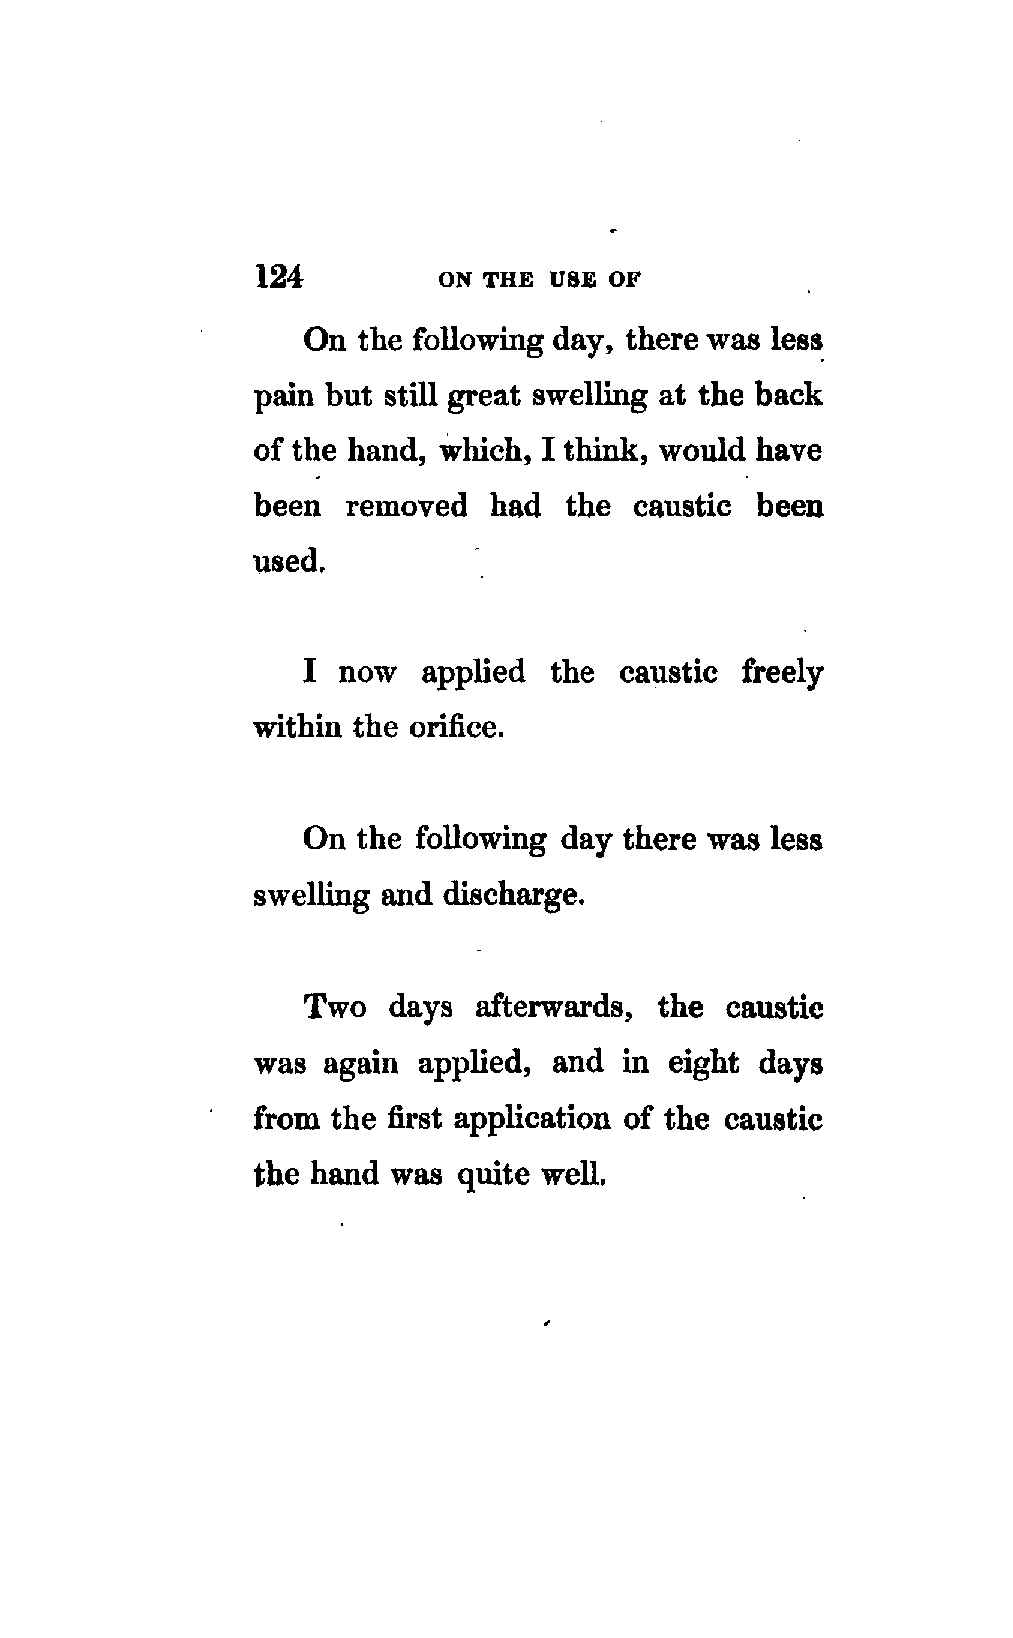 124 ON THE USE OF
On the following day, there was less
pain but still great swelling at the back
of the hand, which, I think, would have
been removed had the caustic been
used.
I now applied the caustic freely
within the orifice.
On the following day there was less
swelling and discharge.
Two days afterwards, the caustic
was again applied, and in eight days
from the first application of the caustic
the hand was quite well.